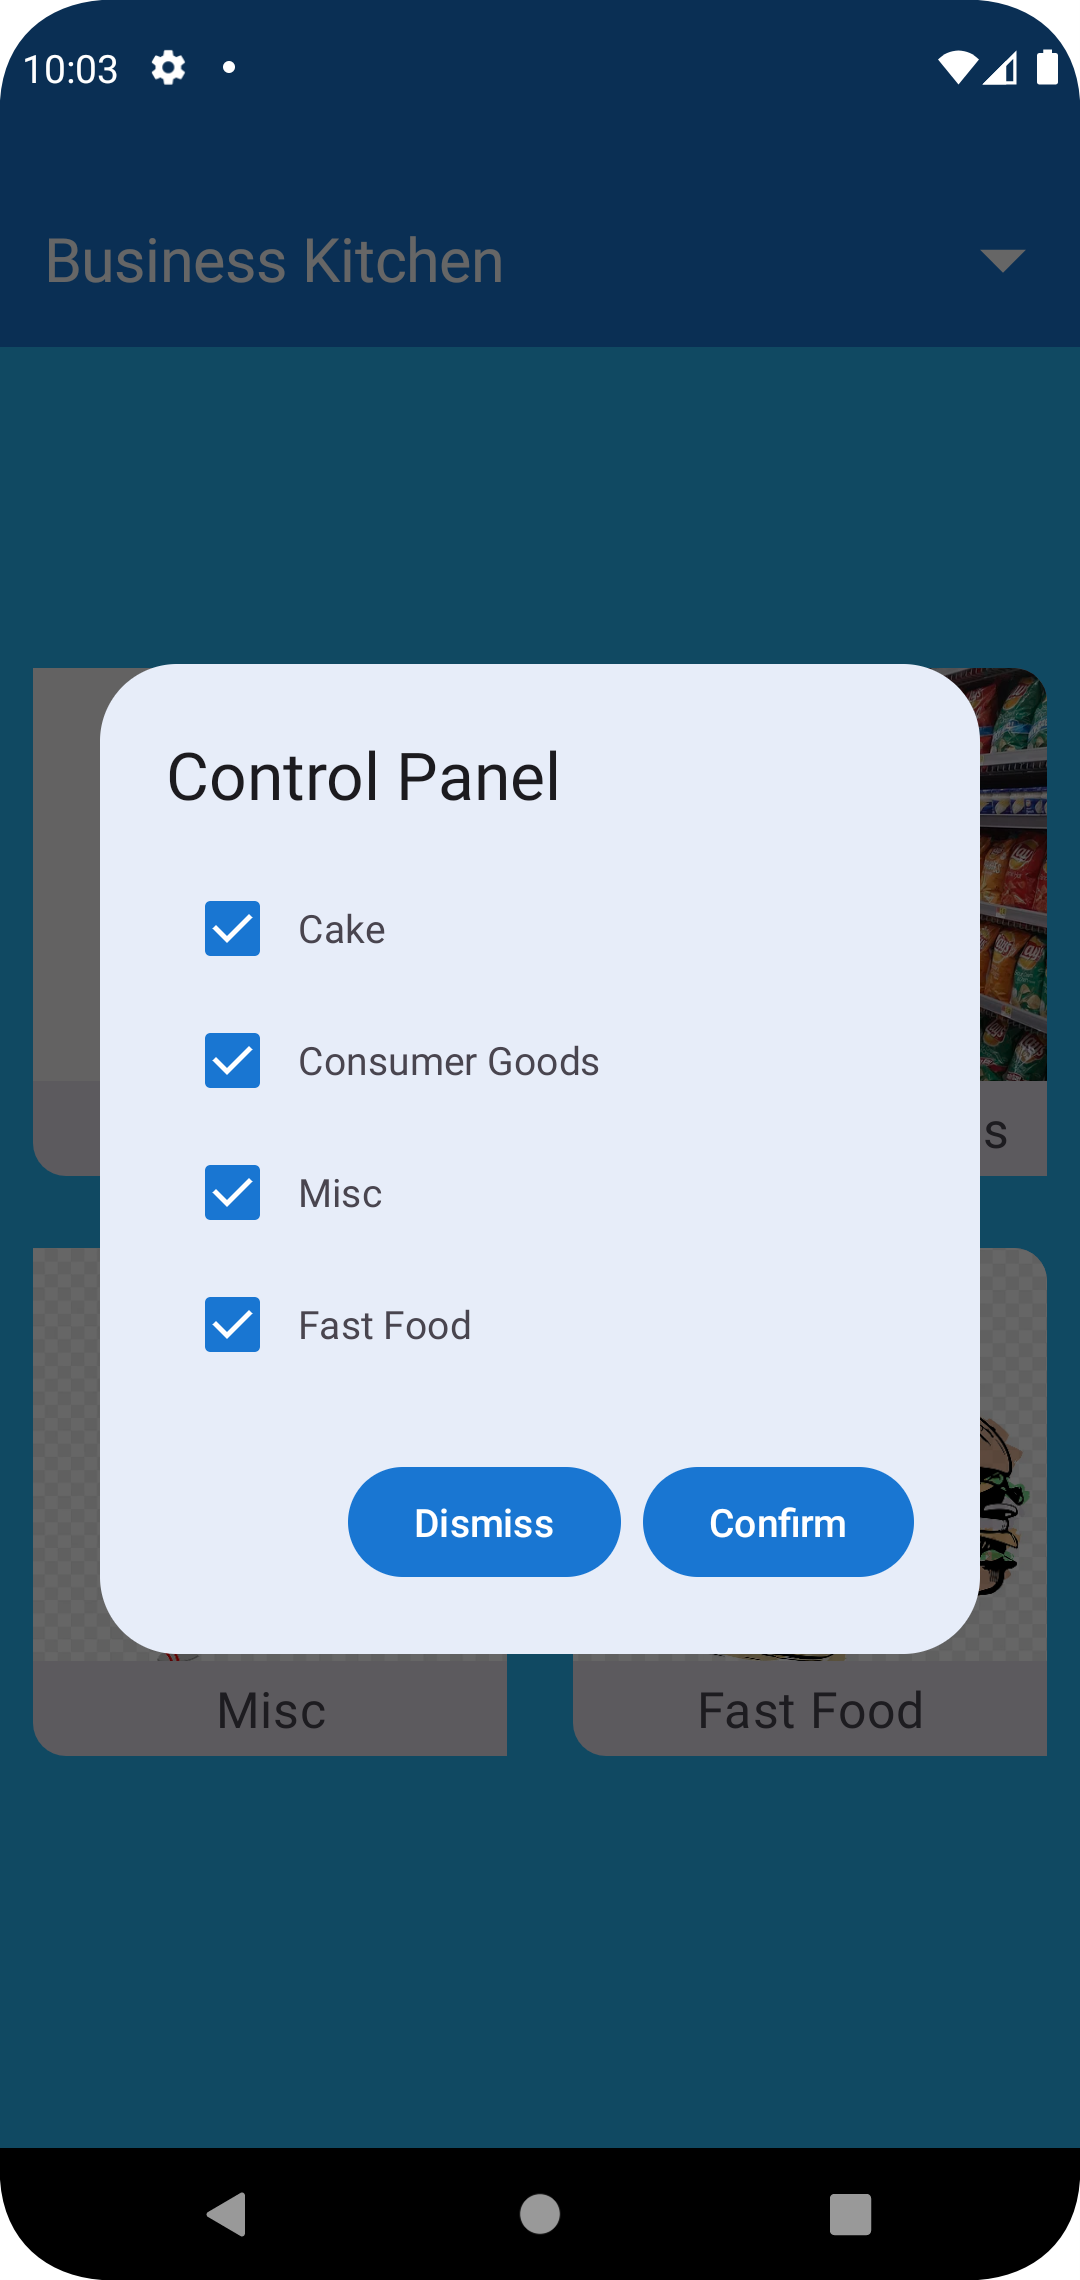 10:03
Business Kitchen
Control Panel
Cake
Consumer Goods
Misc
Fast Food
Dismiss
Confirm
s
Misc
Fast Food